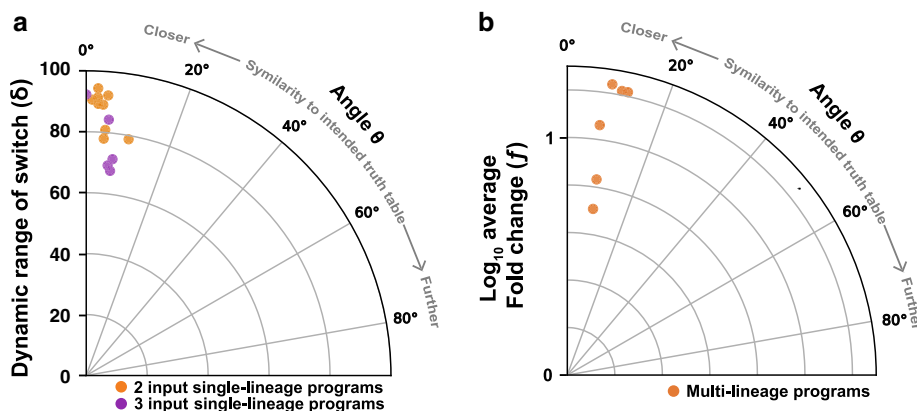 a
Closer
Symilarity to intended truth table
Further
Angle θ
0°
20°
40°
60°
80°
Dynamic range of switch (δ)
100
80
60
40
20
0
2 input single-lineage programs
3 input single-lineage programs
b
Closer
Symilarity to intended truth table
Further
Angle θ
0°
20°
40°
60°
80°
Log10 average
Fold change (ƒ)
1
0
Multi-lineage programs